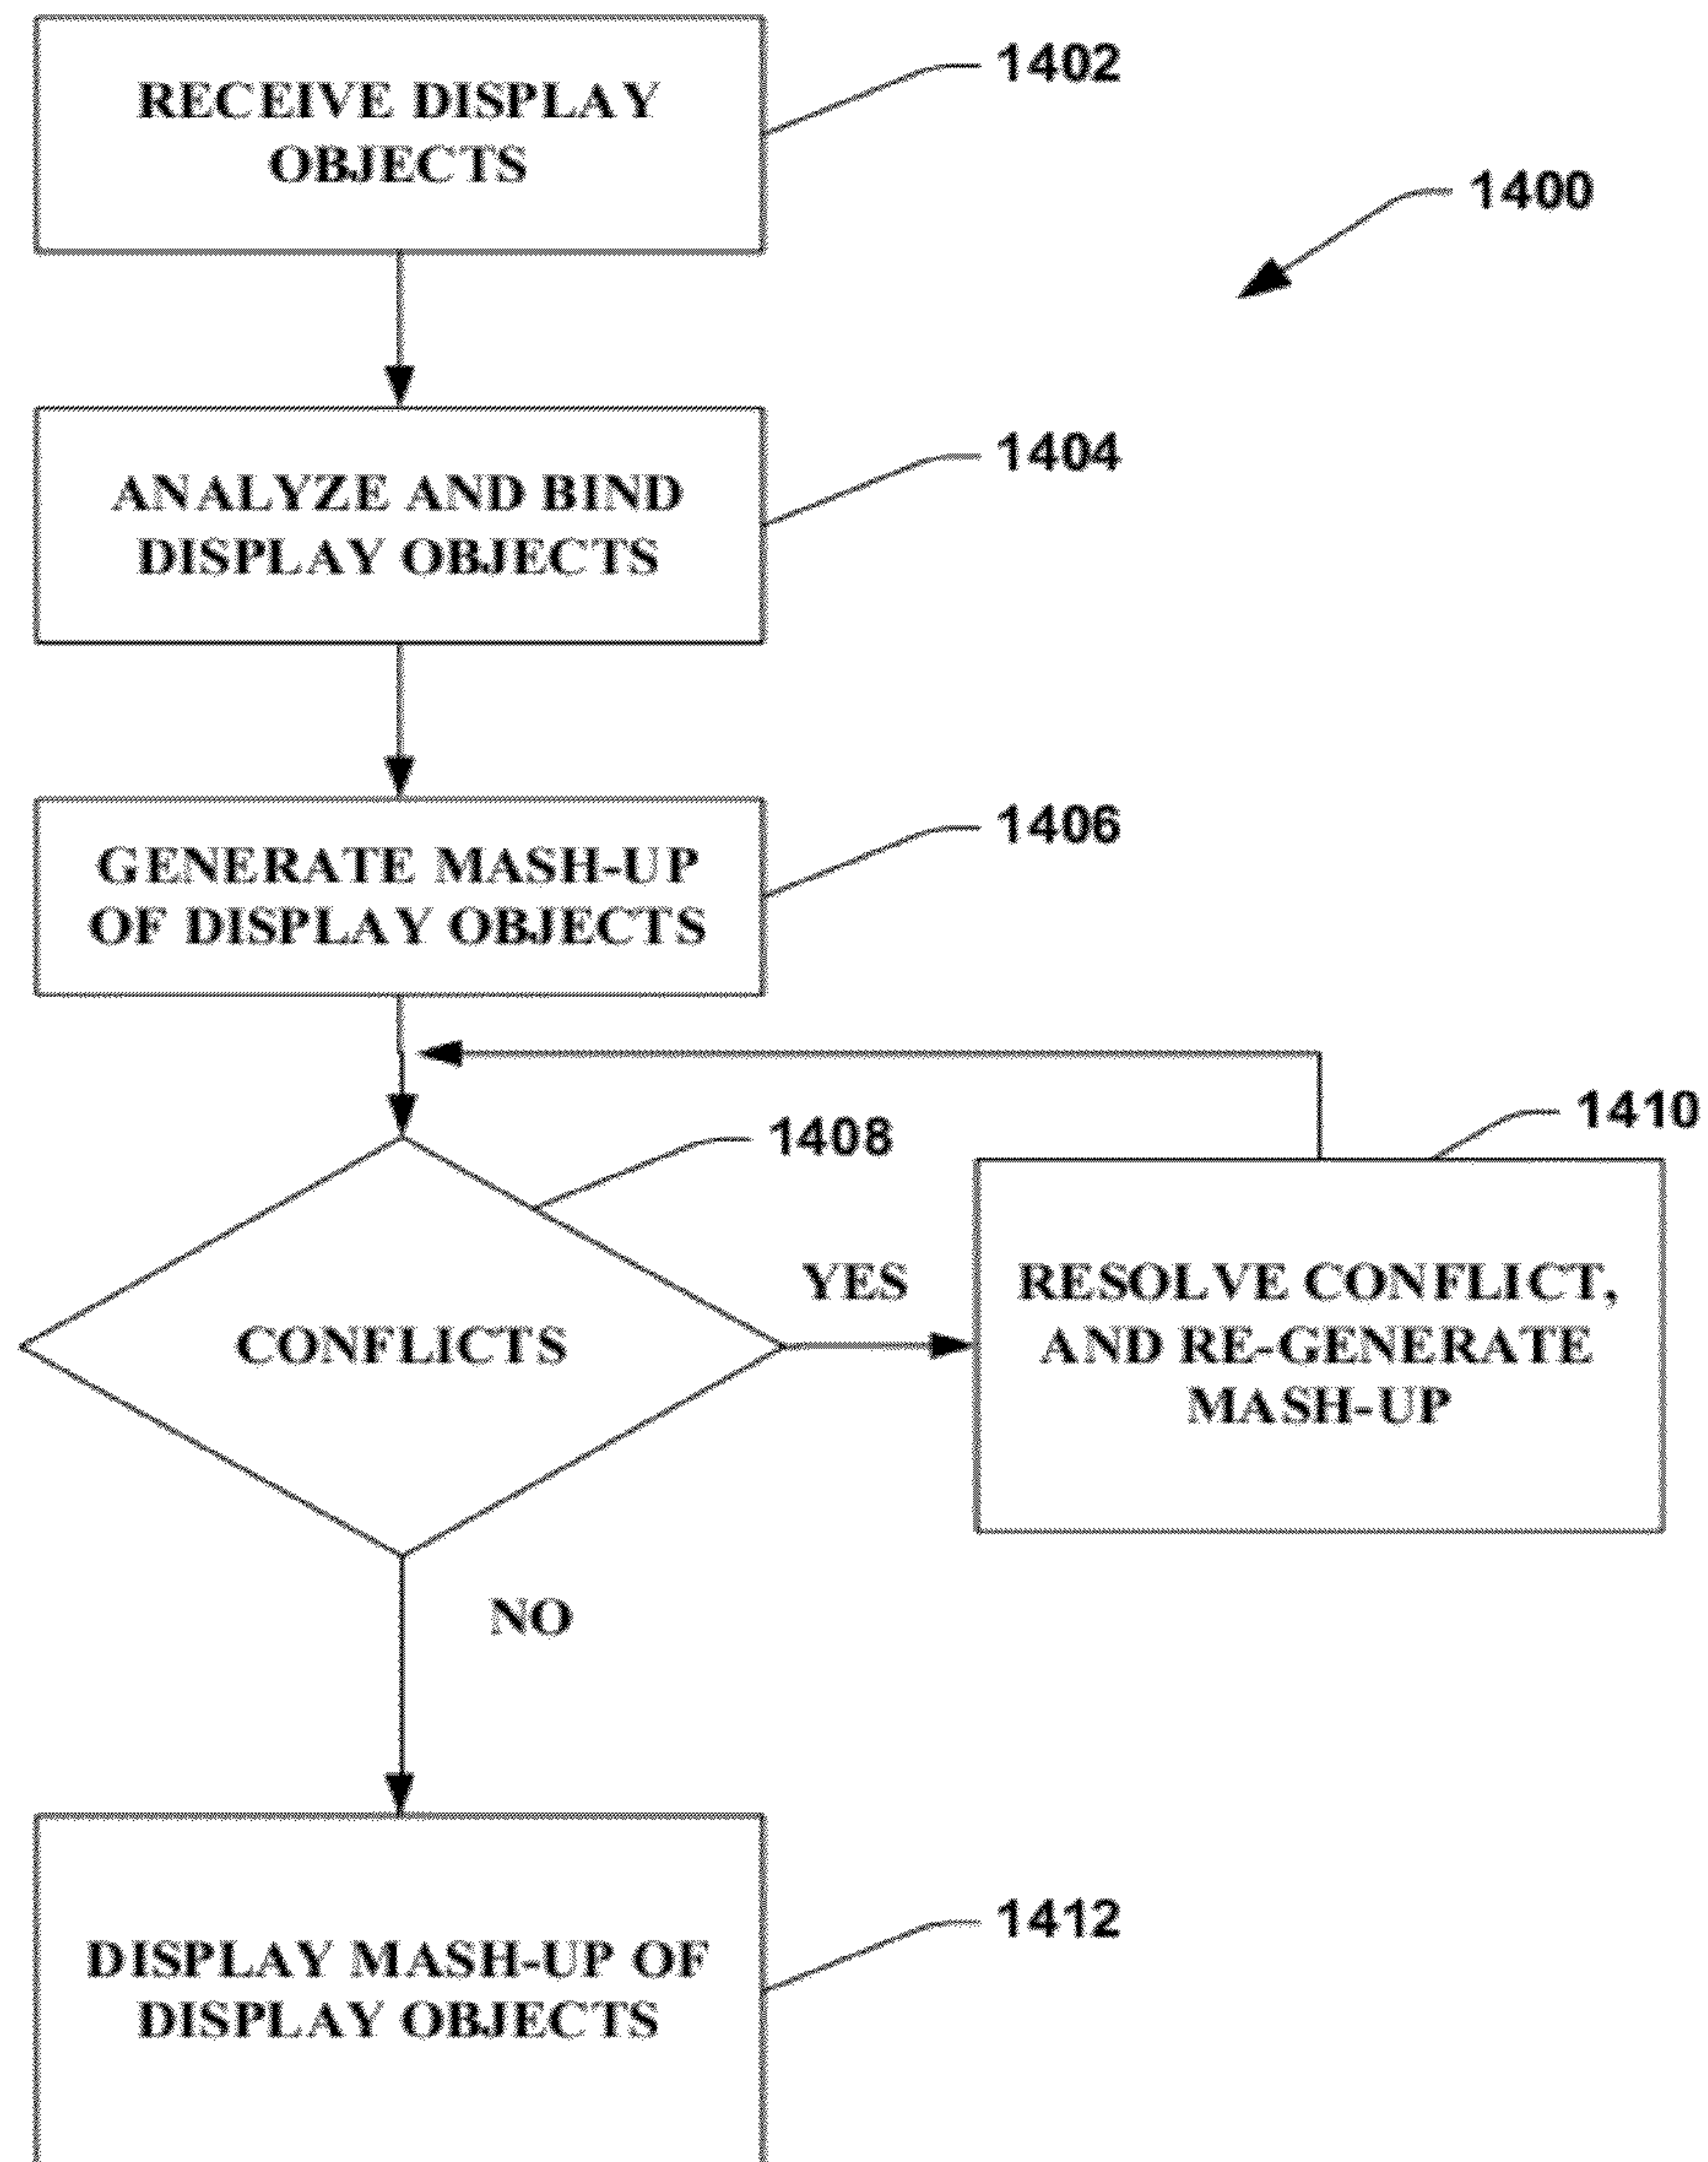 RECEIVE DISPLAY
OBJECTS
1402
1400
ANALYZE AND BIND
DISPLAY OBJECTS
1404
GENERATE MASH-UP
OF DISPLAY OBJECTS
1406
1408
1410
CONFLICTS
YES
RESOLVE CONFLICT,
AND RE-GENERATE
MASH-UP
NO
DISPLAY MASH-UP OF
DISPLAY OBJECTS
1412